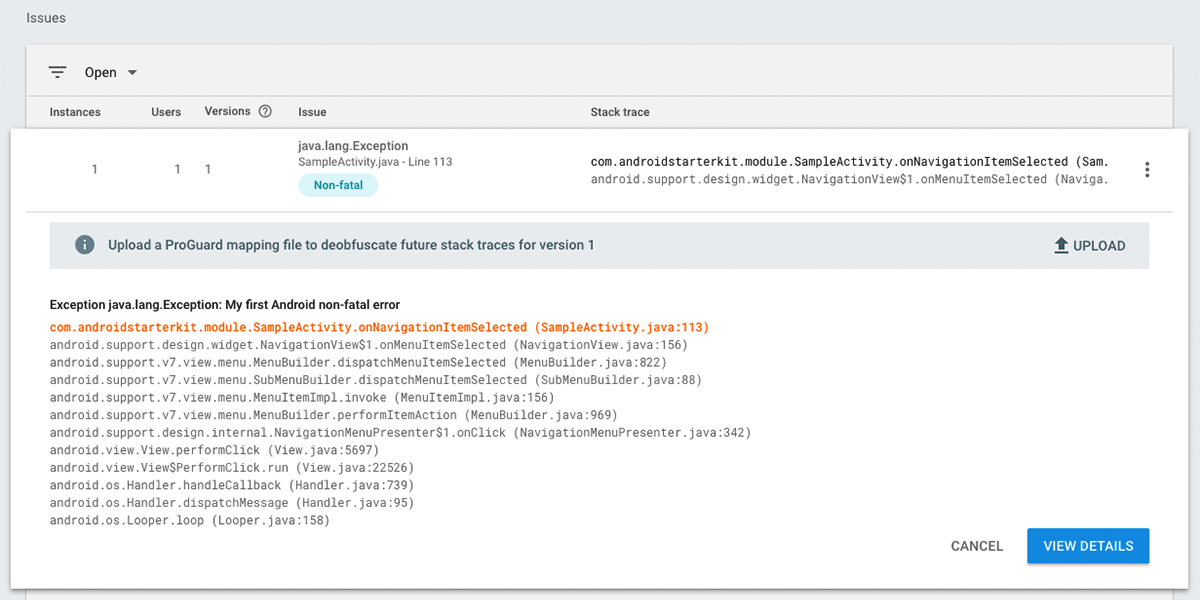 Issues
Open
Instances Users Versions ? Issue Stack trace
java.lang.Exception
1 1 1 SampleActivity.java - Line 113
Non-fatal
com.androidstarterkit.module.SampleActivity.onNavigationItemSelected (Sam.
android.support.design.widget.NavigationView$1.onMenuItemSelected (Naviga.
i Upload a ProGuard mapping file to deobfuscate future stack traces for version 1 UPLOAD
Exception java.lang.Exception: My first Android non-fatal error
com.androidstarterkit.module.SampleActivity.onNavigationItemSelected (SampleActivity.java:113)
android.support.design.widget.NavigationView$1.onMenuItemSelected (NavigationView.java:156)
android.support.v7.view.menu.MenuBuilder.dispatchMenuItemSelected (MenuBuilder.java:822)
android.support.v7.view.menu.SubMenuBuilder.dispatchMenuItemSelected (SubMenuBuilder.java:88)
android.support.v7.view.menu.MenuItemImpl.invoke (MenuItemImpl.java:156)
android.support.v7.view.menu.MenuBuilder.performItemAction (MenuBuilder.java:969)
android.support.design.internal.NavigationMenuPresenter$1.onClick (NavigationMenuPresenter.java:342)
android.view.View.performClick (View.java:5697)
android.view.View$PerformClick.run (View.java:22526)
android.os.Handler.handleCallback (Handler.java:739)
android.os.Handler.dispatchMessage (Handler.java:95)
android.os.Looper.loop (Looper.java:158)
CANCEL VIEW DETAILS